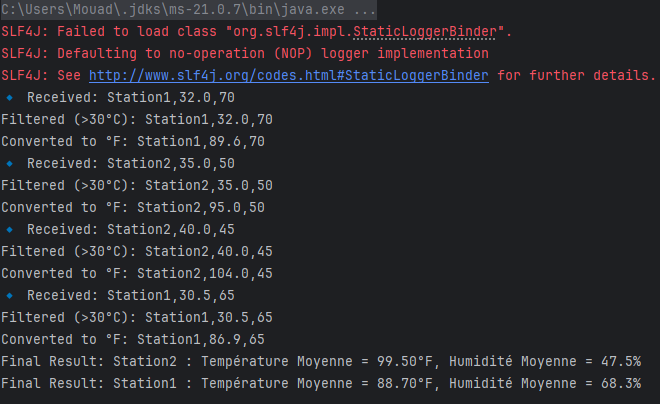 C:\Users\Mouad\.jdks\ms-21.0.7\bin\java.exe ...
SLF4J: Failed to load class "org.slf4j.impl.StaticLoggerBinder".
SLF4J: Defaulting to no-operation (NOP) logger implementation
SLF4J: See http://www.slf4j.org/codes.html#StaticLoggerBinder for further details.
🔹 Received: Station1,32.0,70
Filtered (>30°C): Station1,32.0,70
Converted to °F: Station1,89.6,70
🔹 Received: Station2,35.0,50
Filtered (>30°C): Station2,35.0,50
Converted to °F: Station2,95.0,50
🔹 Received: Station2,40.0,45
Filtered (>30°C): Station2,40.0,45
Converted to °F: Station2,104.0,45
🔹 Received: Station1,30.5,65
Filtered (>30°C): Station1,30.5,65
Converted to °F: Station1,86.9,65
Final Result: Station2 : Température Moyenne = 99.50°F, Humidité Moyenne = 47.5%
Final Result: Station1 : Température Moyenne = 88.70°F, Humidité Moyenne = 68.3%